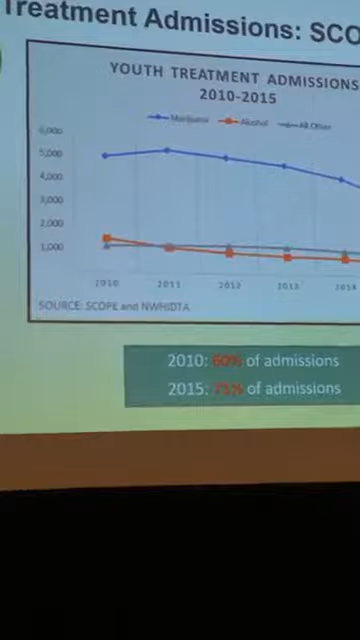 Treatment Admissions: SCO
YOUTH TREATMENT ADMISSIONS
2010-2015
Marijuana Alcohol All Other
6,000
5,000
4,000
3,000
2,000
1,000
2010 2011 2012 2013 2014
SOURCE: SCOPE and NWHIDTA
2010: 60% of admissions
2015: 73% of admissions